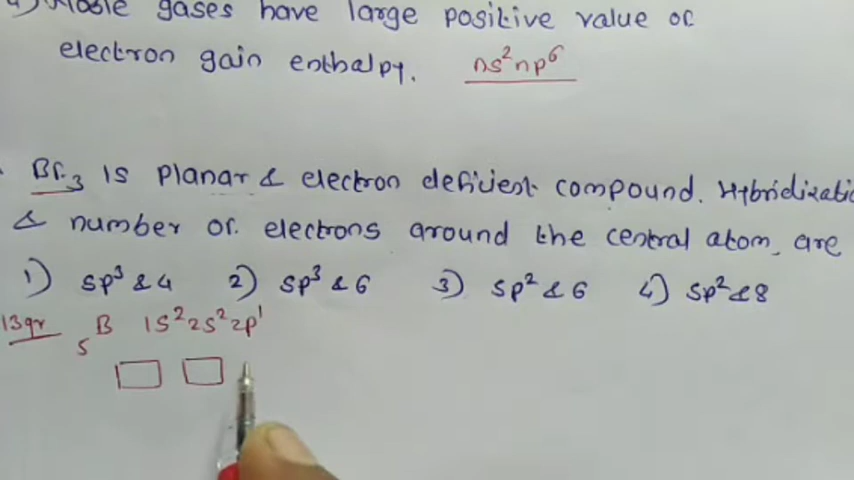 gases have large positive value of
electron gain enthalpy. ns²np⁶
BF₃ is planar & electron deficient compound. Hybridizatio
& number of electrons around the central atom, are
1) sp³ & 4 2) sp³ & 6 3) sp² & 6 4) sp² & 8
13gr ₅B 1s²2s²2p¹